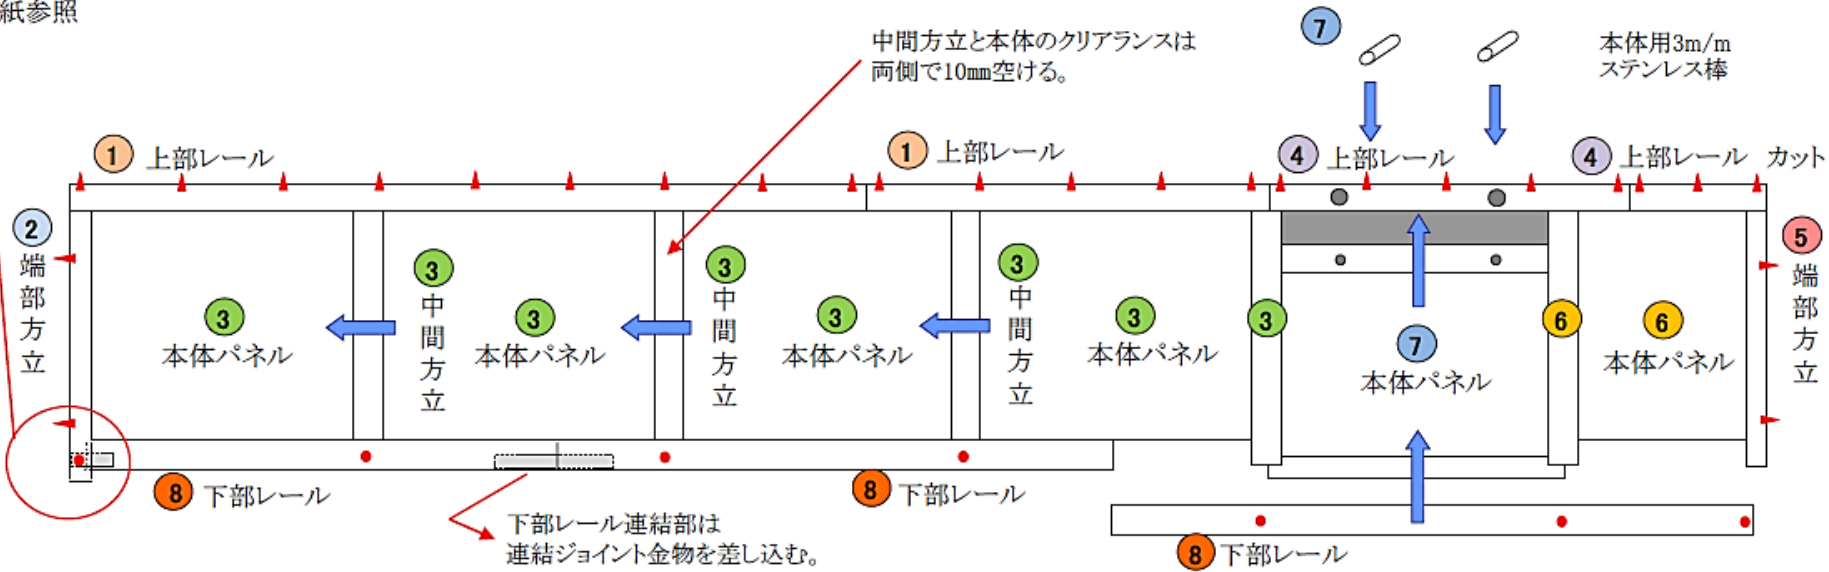 紙参照
中間方立と本体のクリアランスは
両側で10mm空ける。
7
本体用3m/m
ステンレス棒
1 上部レール
1 上部レール
4 上部レール
4 上部レール カット
2
端部方立
3
中間方立
3
中間方立
3
中間方立
5
端部方立
3
本体パネル
3
本体パネル
3
本体パネル
3
本体パネル
3
7
本体パネル
6
6
本体パネル
8 下部レール
8 下部レール
下部レール連結部は
連結ジョイント金物を差し込む。
8 下部レール